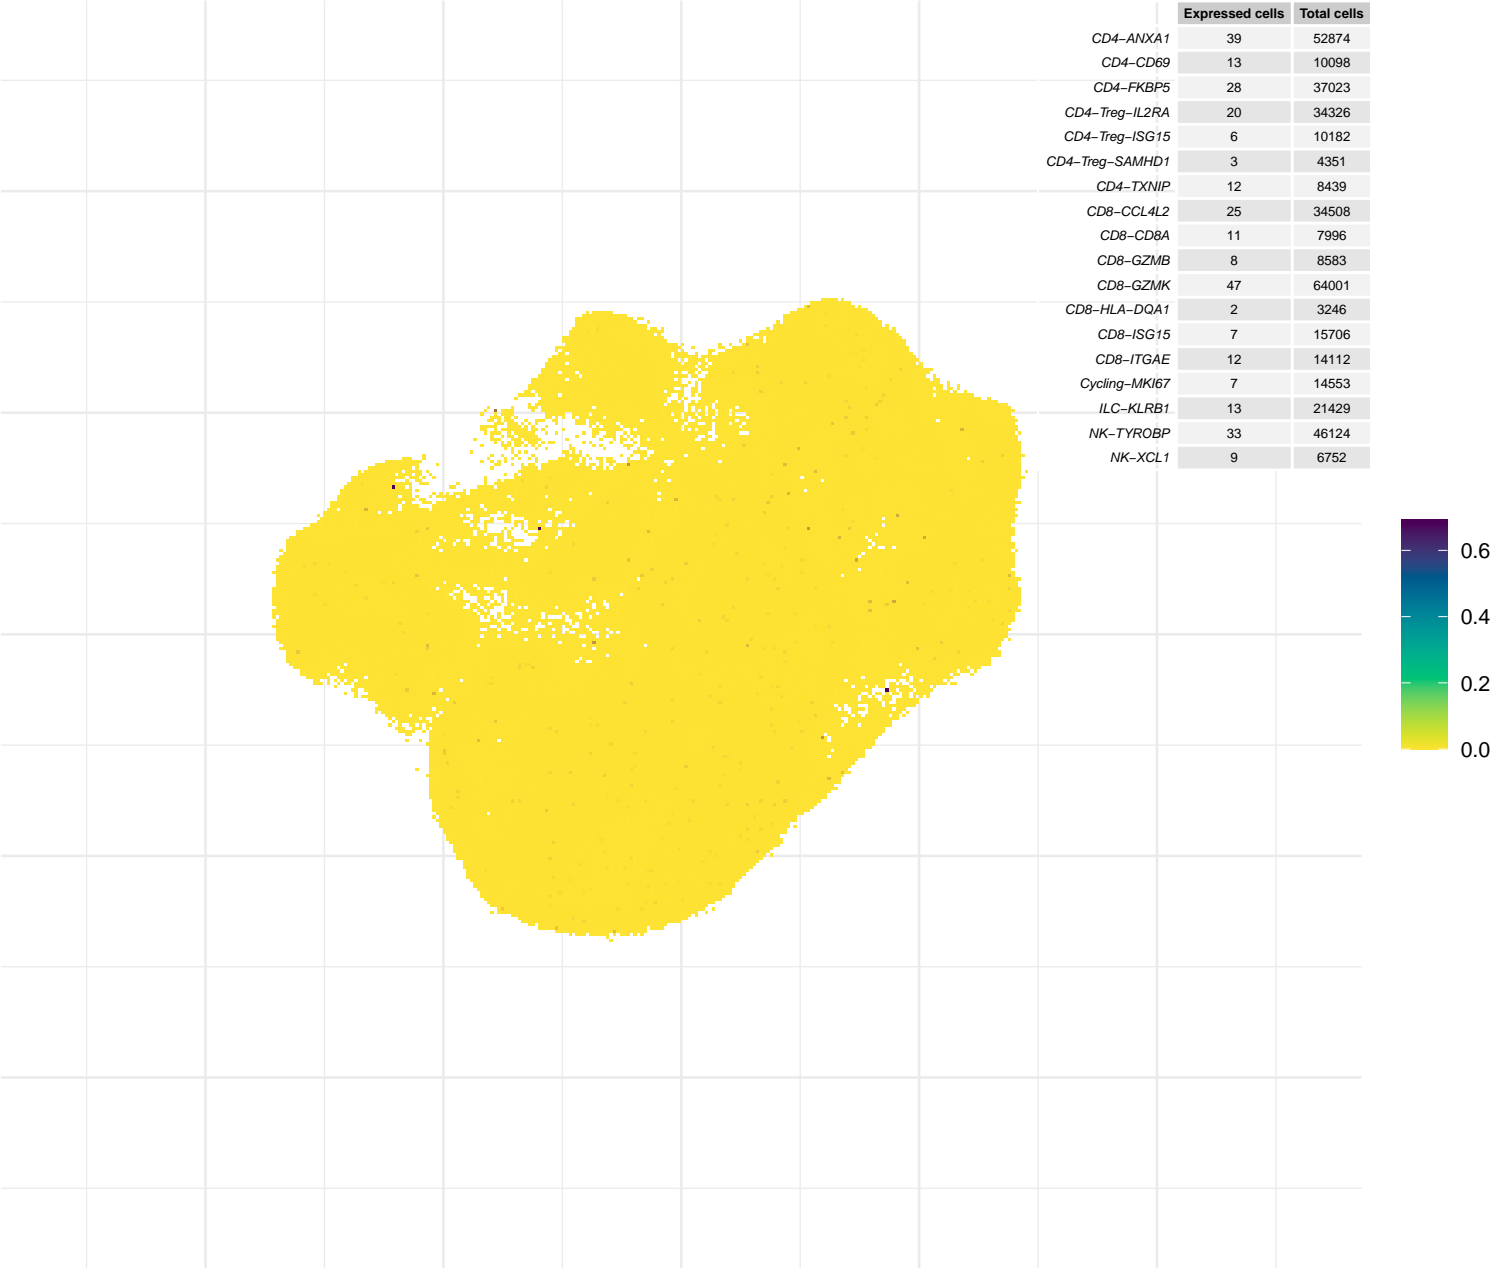 Expressed cells Total cells
CD4−ANXA1 39 52874
CD4−CD69 13 10098
CD4−FKBP5 28 37023
CD4−Treg−IL2RA 20 34326
CD4−Treg−ISG15 6 10182
CD4−Treg−SAMHD1 3 4351
CD4−TXNIP 12 8439
CD8−CCL4L2 25 34508
CD8−CD8A 11 7996
CD8−GZMB 8 8583
CD8−GZMK 47 64001
CD8−HLA−DQA1 2 3246
CD8−ISG15 7 15706
CD8−ITGAE 12 14112
Cycling−MKI67 7 14553
ILC−KLRB1 13 21429
NK−TYROBP 33 46124
NK−XCL1 9 6752
0.6
0.4
0.2
0.0